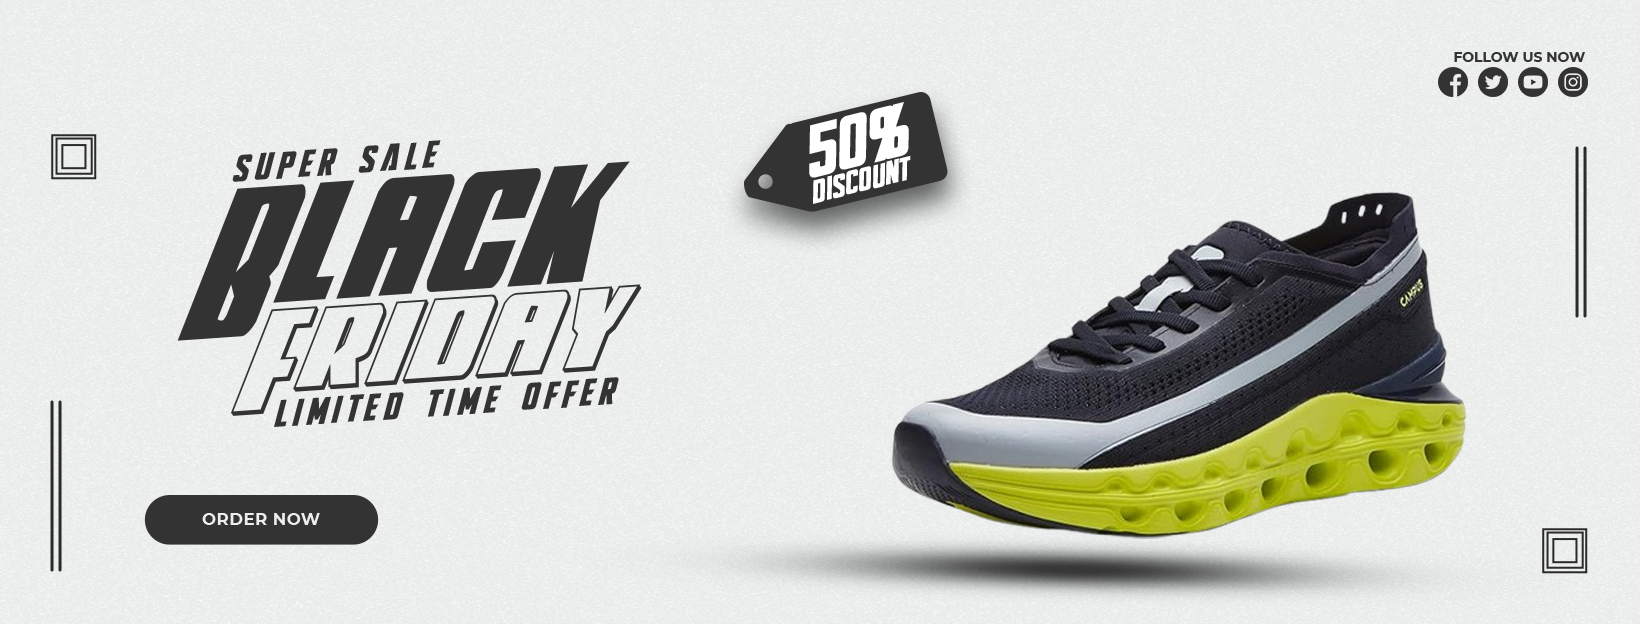 FOLLOW US NOW
SUPER SALE
BLACK
FRIDAY
LIMITED TIME OFFER
50%
DISCOUNT
CAMPUS
ORDER NOW